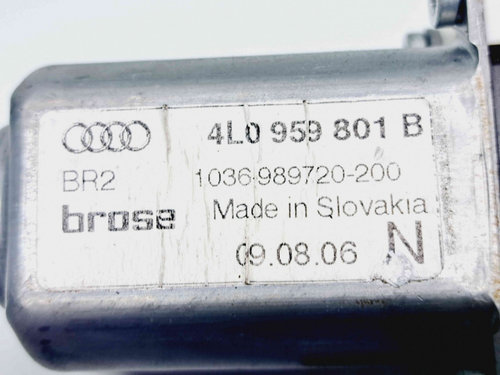 4L0 959 801 B
BR2 1036-989720-200
brose Made in Slovakia
09.08.06 N